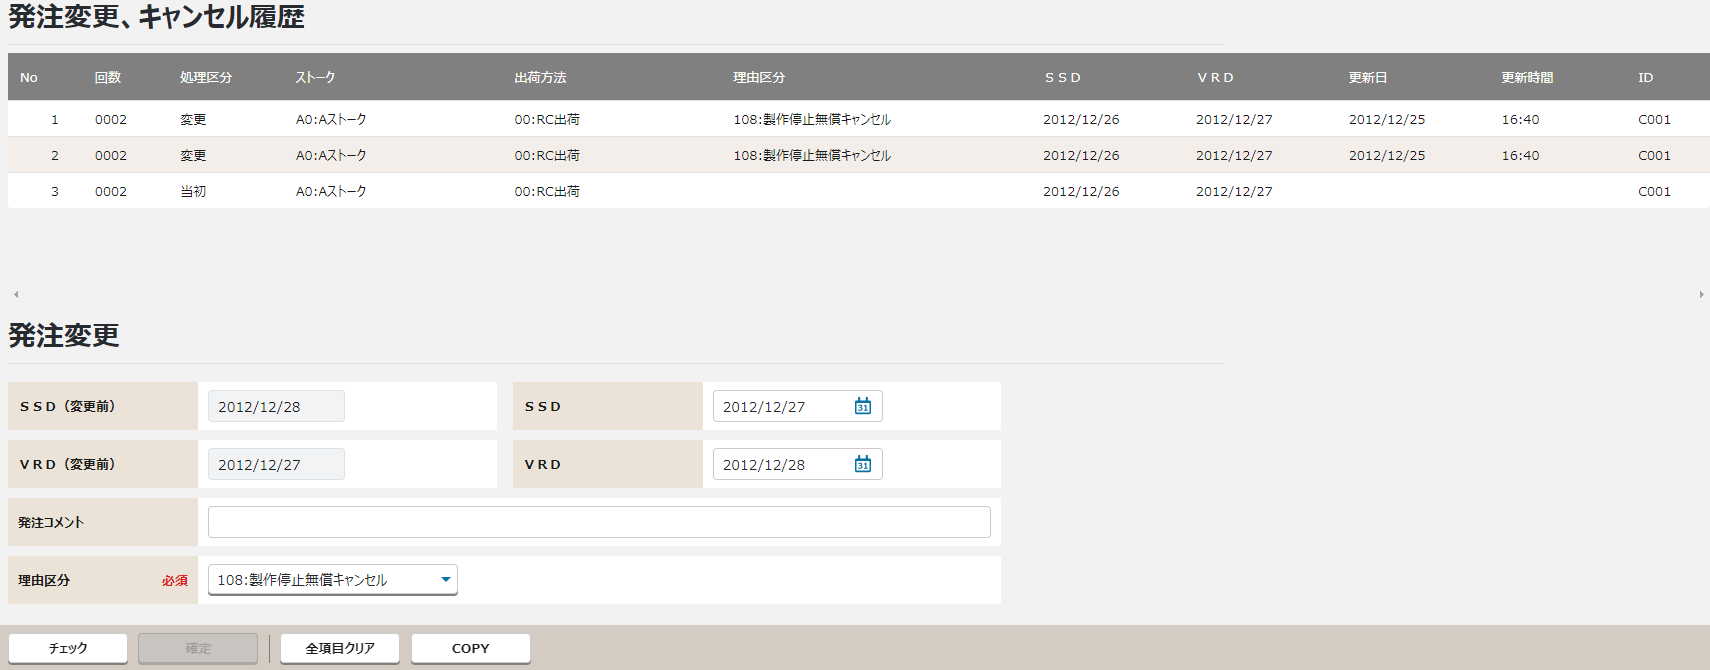 発注変更、キャンセル履歴
No 回数 処理区分 ストーク 出荷方法 理由区分 ＳＳＤ ＶＲＤ 更新日 更新時間 ID
1 0002 変更 A0:Aストーク 00:RC出荷 108:製作停止無償キャンセル 2012/12/26 2012/12/27 2012/12/25 16:40 C001
2 0002 変更 A0:Aストーク 00:RC出荷 108:製作停止無償キャンセル 2012/12/26 2012/12/27 2012/12/25 16:40 C001
3 0002 当初 A0:Aストーク 00:RC出荷 2012/12/26 2012/12/27 C001
発注変更
ＳＳＤ（変更前） 2012/12/28 ＳＳＤ 2012/12/27 31
ＶＲＤ（変更前） 2012/12/27 ＶＲＤ 2012/12/28 31
発注コメント
理由区分 必須 108:製作停止無償キャンセル
チェック 確定 全項目クリア COPY